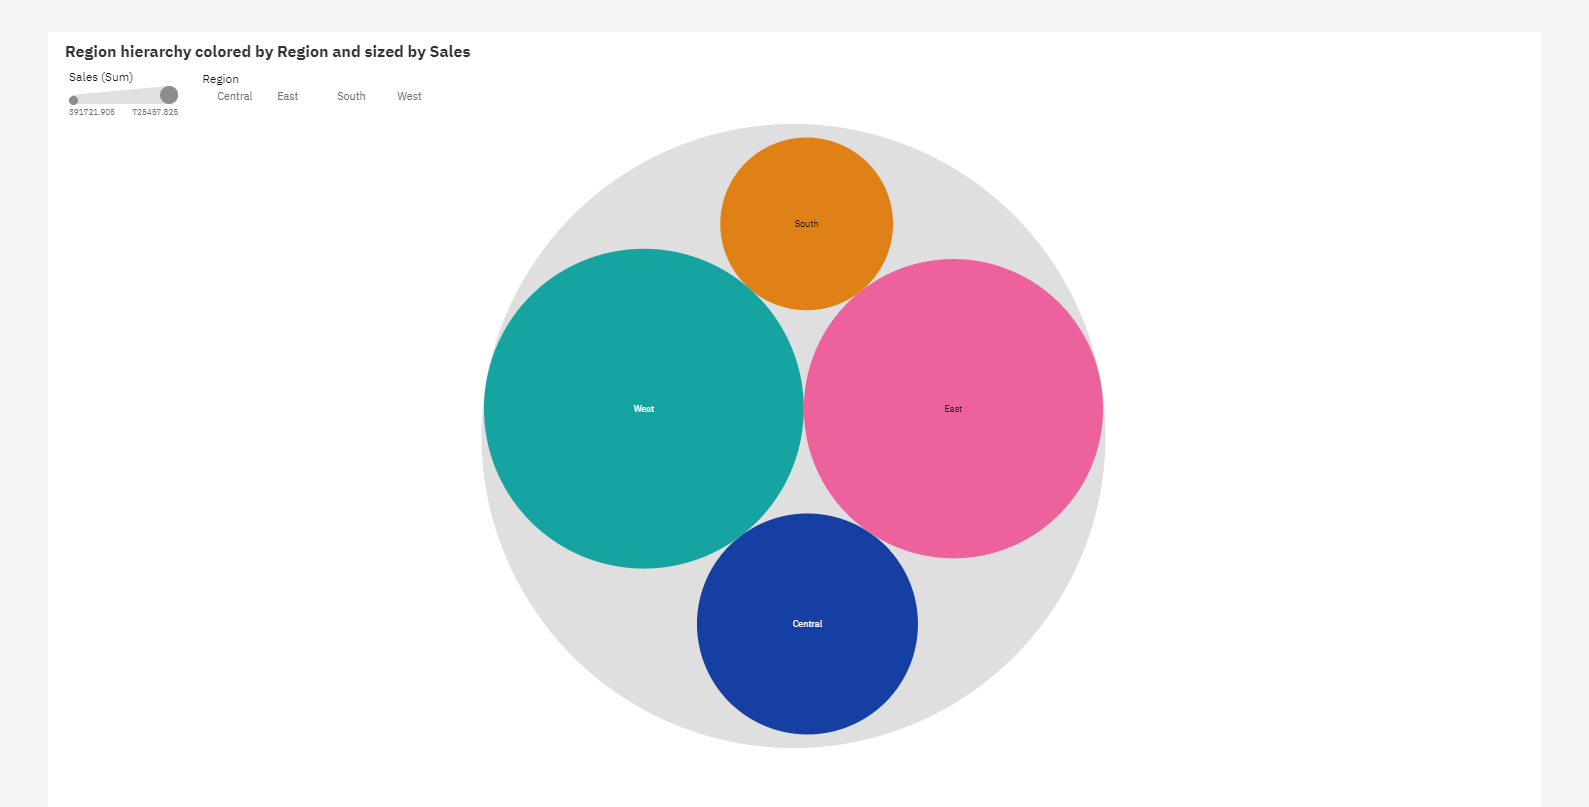 Region hierarchy colored by Region and sized by Sales
Sales (Sum)
391721.905 725457.825
Region
Central East South West
South
West
East
Central